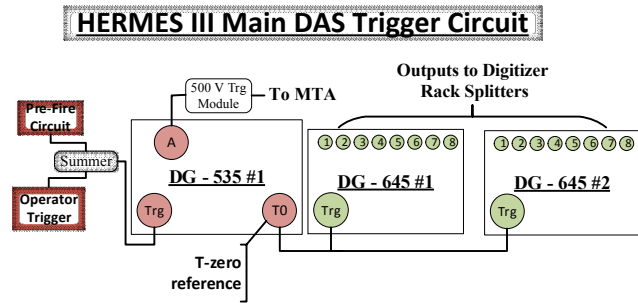 HERMES III Main DAS Trigger Circuit
Outputs to Digitizer
Rack Splitters
500 V Trg
Module
To MTA
Pre-Fire
Circuit
Summer
Operator
Trigger
A
DG - 535 #1
Trg
T0
T-zero
reference
1 2 3 4 5 6 7 8
DG - 645 #1
Trg
1 2 3 4 5 6 7 8
DG - 645 #2
Trg